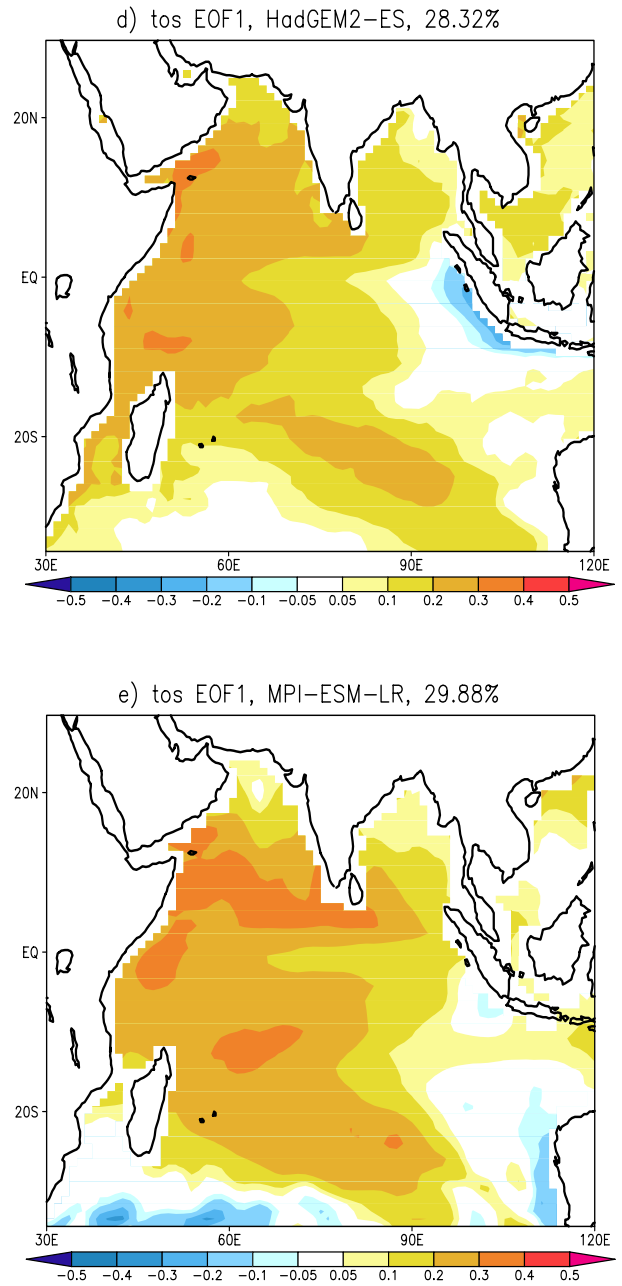 d) tos EOF1, HadGEM2-ES, 28.32%
20N
EQ
20S
30E 60E 90E 120E
-0.5 -0.4 -0.3 -0.2 -0.1 -0.05 0.05 0.1 0.2 0.3 0.4 0.5
e) tos EOF1, MPI-ESM-LR, 29.88%
20N
EQ
20S
30E 60E 90E 120E
-0.5 -0.4 -0.3 -0.2 -0.1 -0.05 0.05 0.1 0.2 0.3 0.4 0.5